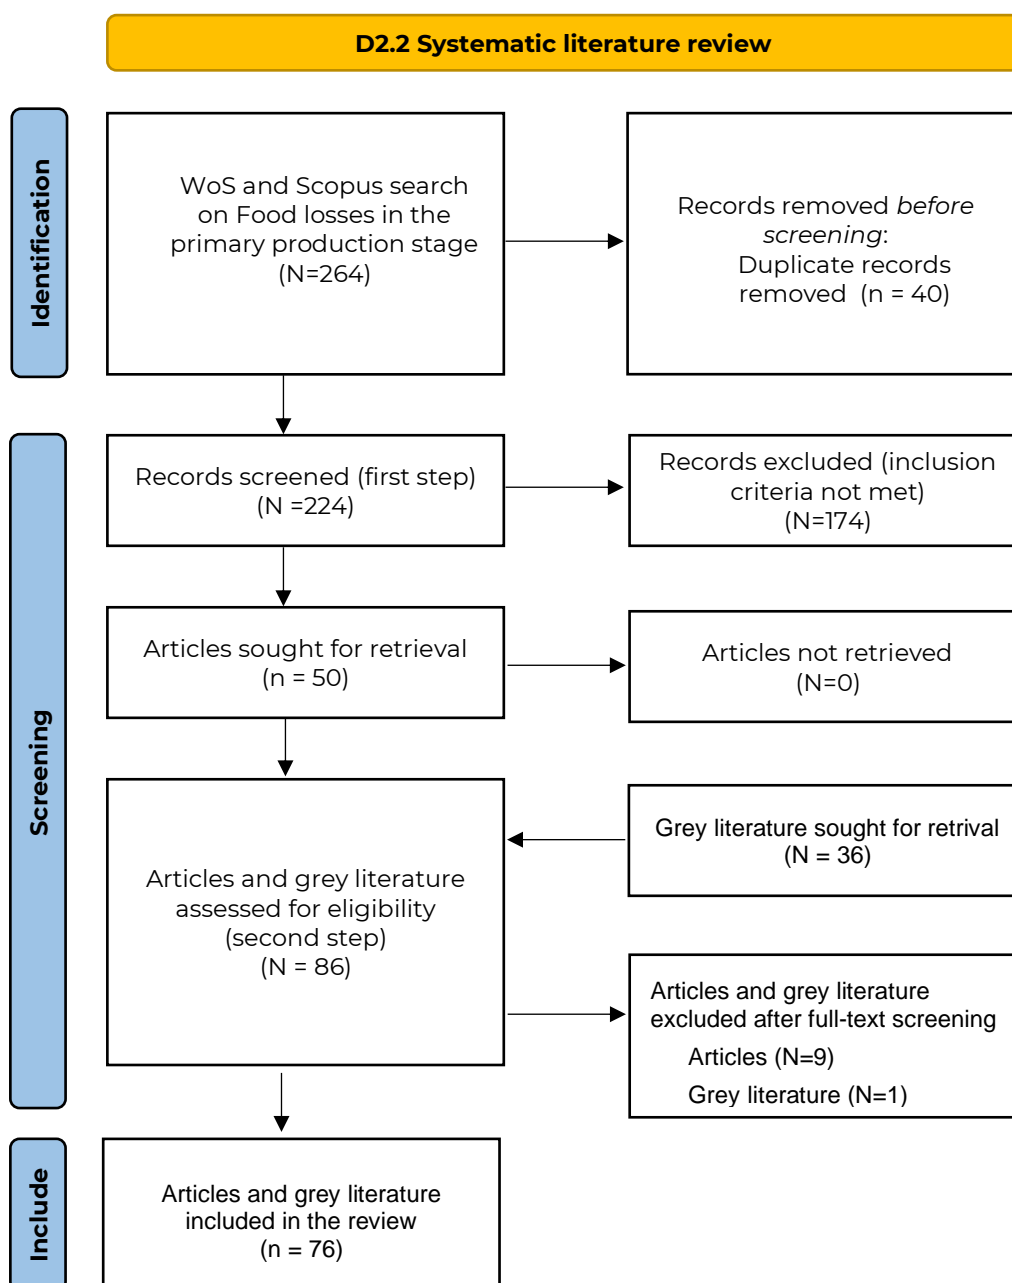 D2.2 Systematic literature review
Identification
WoS and Scopus search
on Food losses in the
primary production stage
(N=264)
Records removed before
screening:
Duplicate records
removed (n = 40)
Screening
Records screened (first step)
(N =224)
Records excluded (inclusion
criteria not met)
(N=174)
Articles sought for retrieval
(n = 50)
Articles not retrieved
(N=0)
Articles and grey literature
assessed for eligibility
(second step)
(N = 86)
Grey literature sought for retrival
(N = 36)
Articles and grey literature
excluded after full-text screening
Articles (N=9)
Grey literature (N=1)
Include
Articles and grey literature
included in the review
(n = 76)